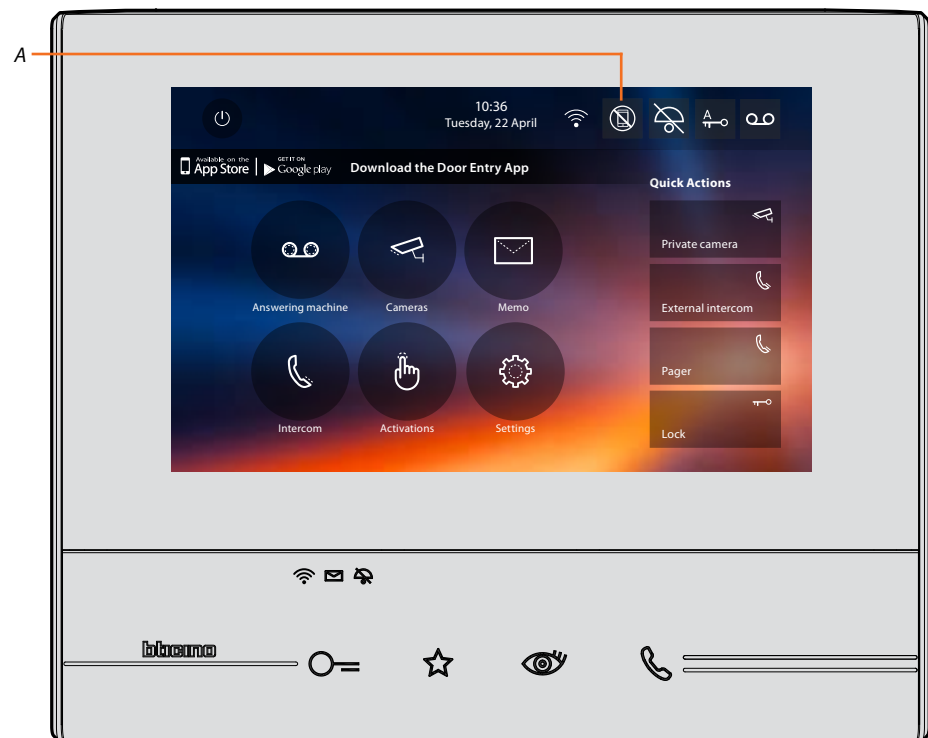 A
10:36
Tuesday, 22 April
A
Available on the
App Store
GET IT ON
Google play
Download the Door Entry App
Quick Actions
Private camera
External intercom
Pager
Lock
Answering machine
Cameras
Memo
Intercom
Activations
Settings
bticino